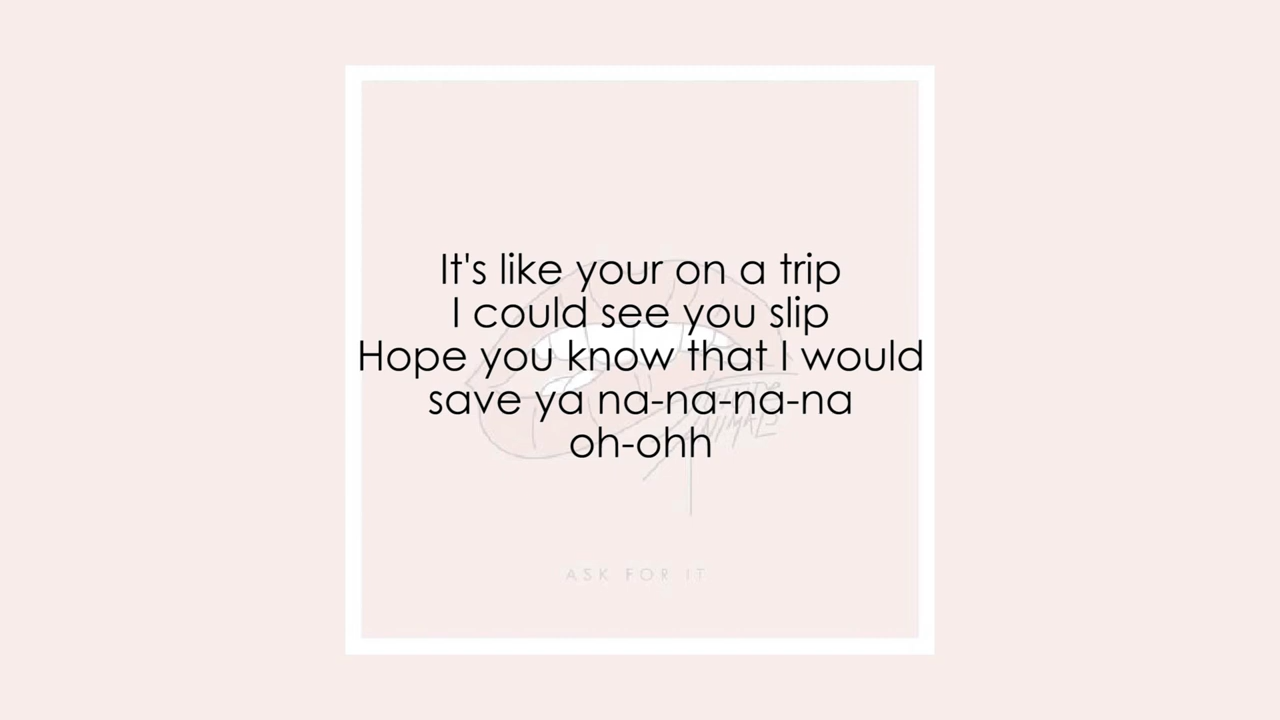 It's like your on a trip
I could see you slip
Hope you know that I would
save ya na-na-na-na
oh-ohh
ANIMALS
ASK FOR IT